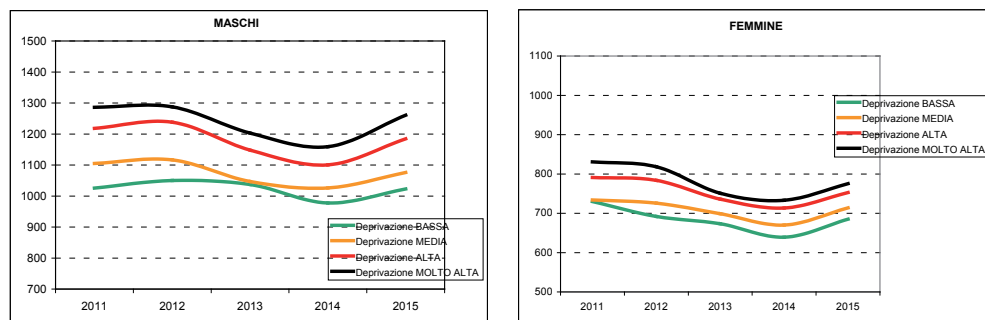 MASCHI
1500
1400
1300
1200
1100
1000
900
800
700
2011 2012 2013 2014 2015
Deprivazione BASSA
Deprivazione MEDIA
Deprivazione ALTA
Deprivazione MOLTO ALTA
FEMMINE
1100
1000
900
800
700
600
500
2011 2012 2013 2014 2015
Deprivazione BASSA
Deprivazione MEDIA
Deprivazione ALTA
Deprivazione MOLTO ALTA